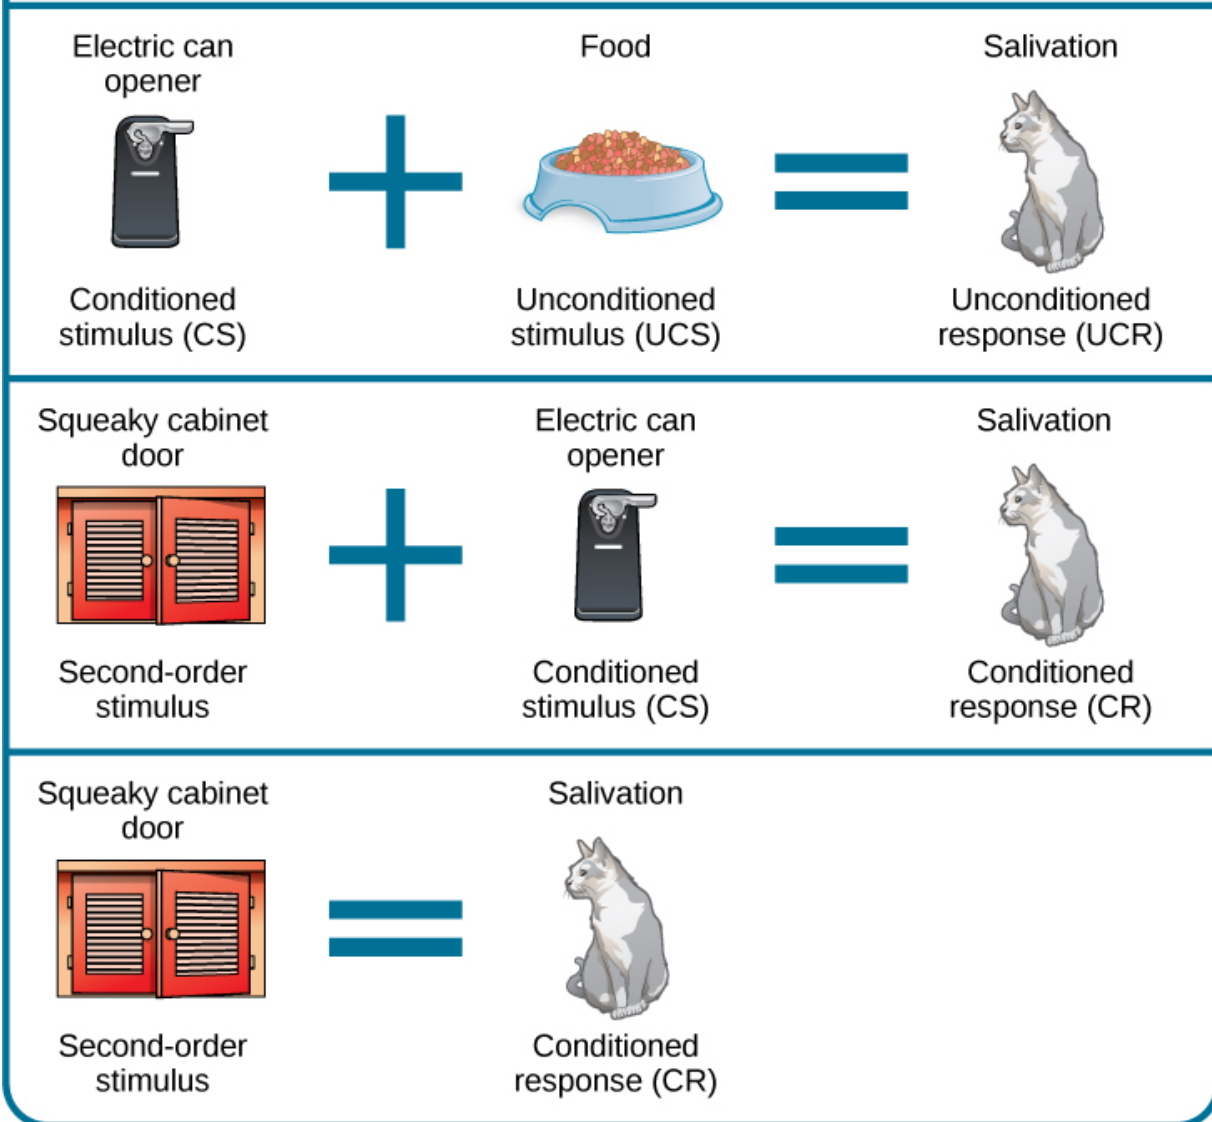 Electric can
opener
Food
Salivation
Conditioned
stimulus (CS)
Unconditioned
stimulus (UCS)
Unconditioned
response (UCR)
Squeaky cabinet
door
Electric can
opener
Salivation
Second-order
stimulus
Conditioned
stimulus (CS)
Conditioned
response (CR)
Squeaky cabinet
door
Salivation
Second-order
stimulus
Conditioned
response (CR)